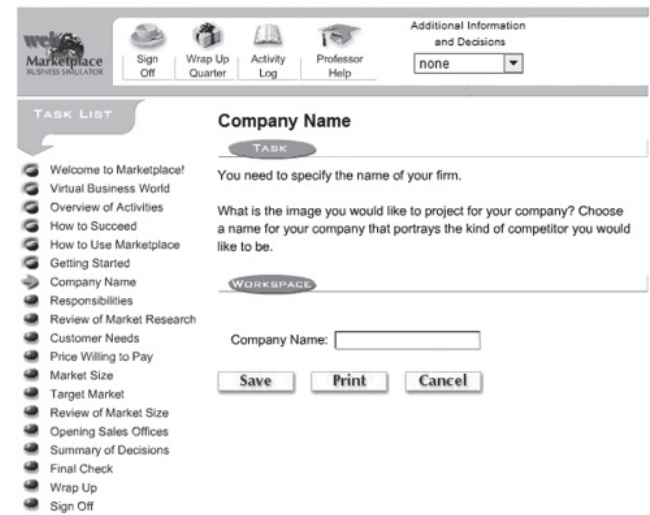 web
Marketplace
BUSINESS SIMULATOR
Sign
Off
Wrap Up
Quarter
Activity
Log
Professor
Help
Additional Information
and Decisions
none
TASK LIST
Welcome to Marketplace!
Virtual Business World
Overview of Activities
How to Succeed
How to Use Marketplace
Getting Started
Company Name
Responsibilities
Review of Market Research
Customer Needs
Price Willing to Pay
Market Size
Target Market
Review of Market Size
Opening Sales Offices
Summary of Decisions
Final Check
Wrap Up
Sign Off
Company Name
TASK
You need to specify the name of your firm.
What is the image you would like to project for your company? Choose
a name for your company that portrays the kind of competitor you would
like to be.
WORKSPACE
Company Name:
Save Print Cancel